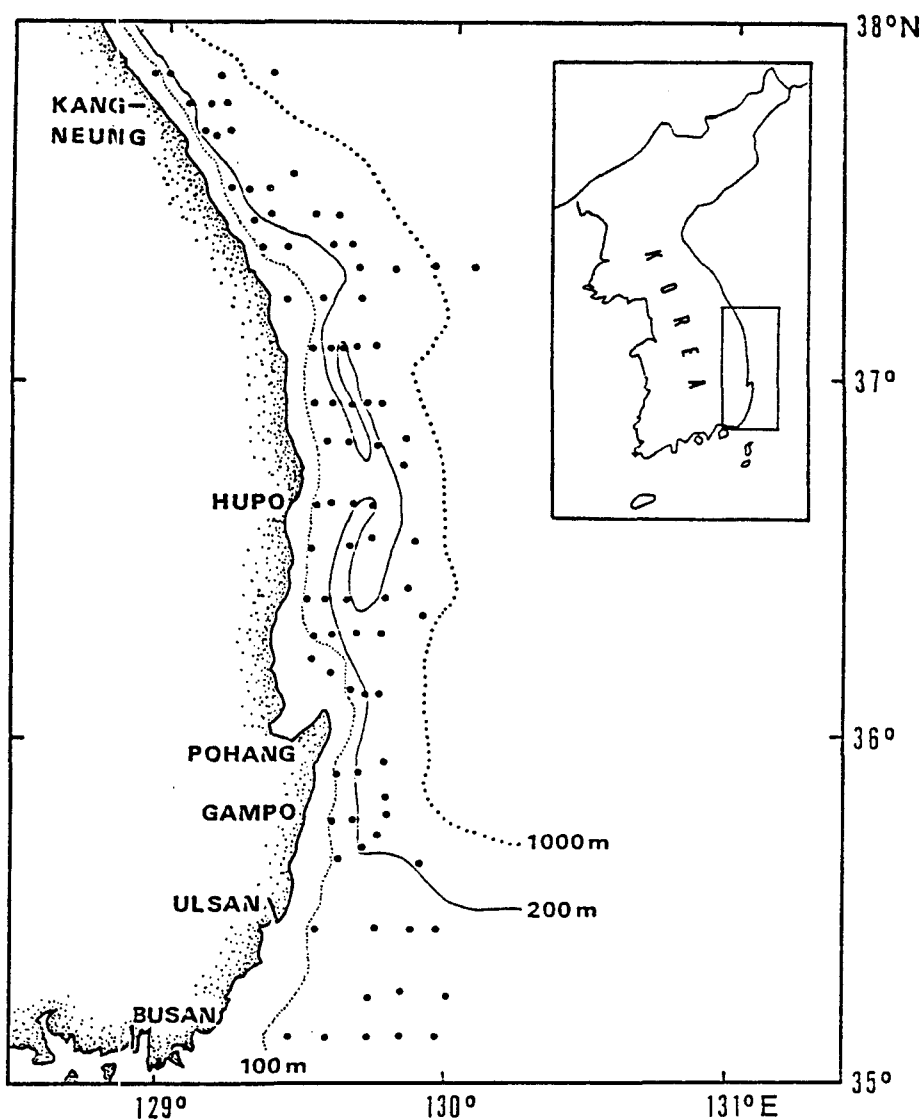 38°N
KANG-
NEUNG
KOREA
37°
HUPO
36°
POHANG
GAMPO
1000m
ULSAN
200m
BUSAN
100m
35°
129°
130°
131°E